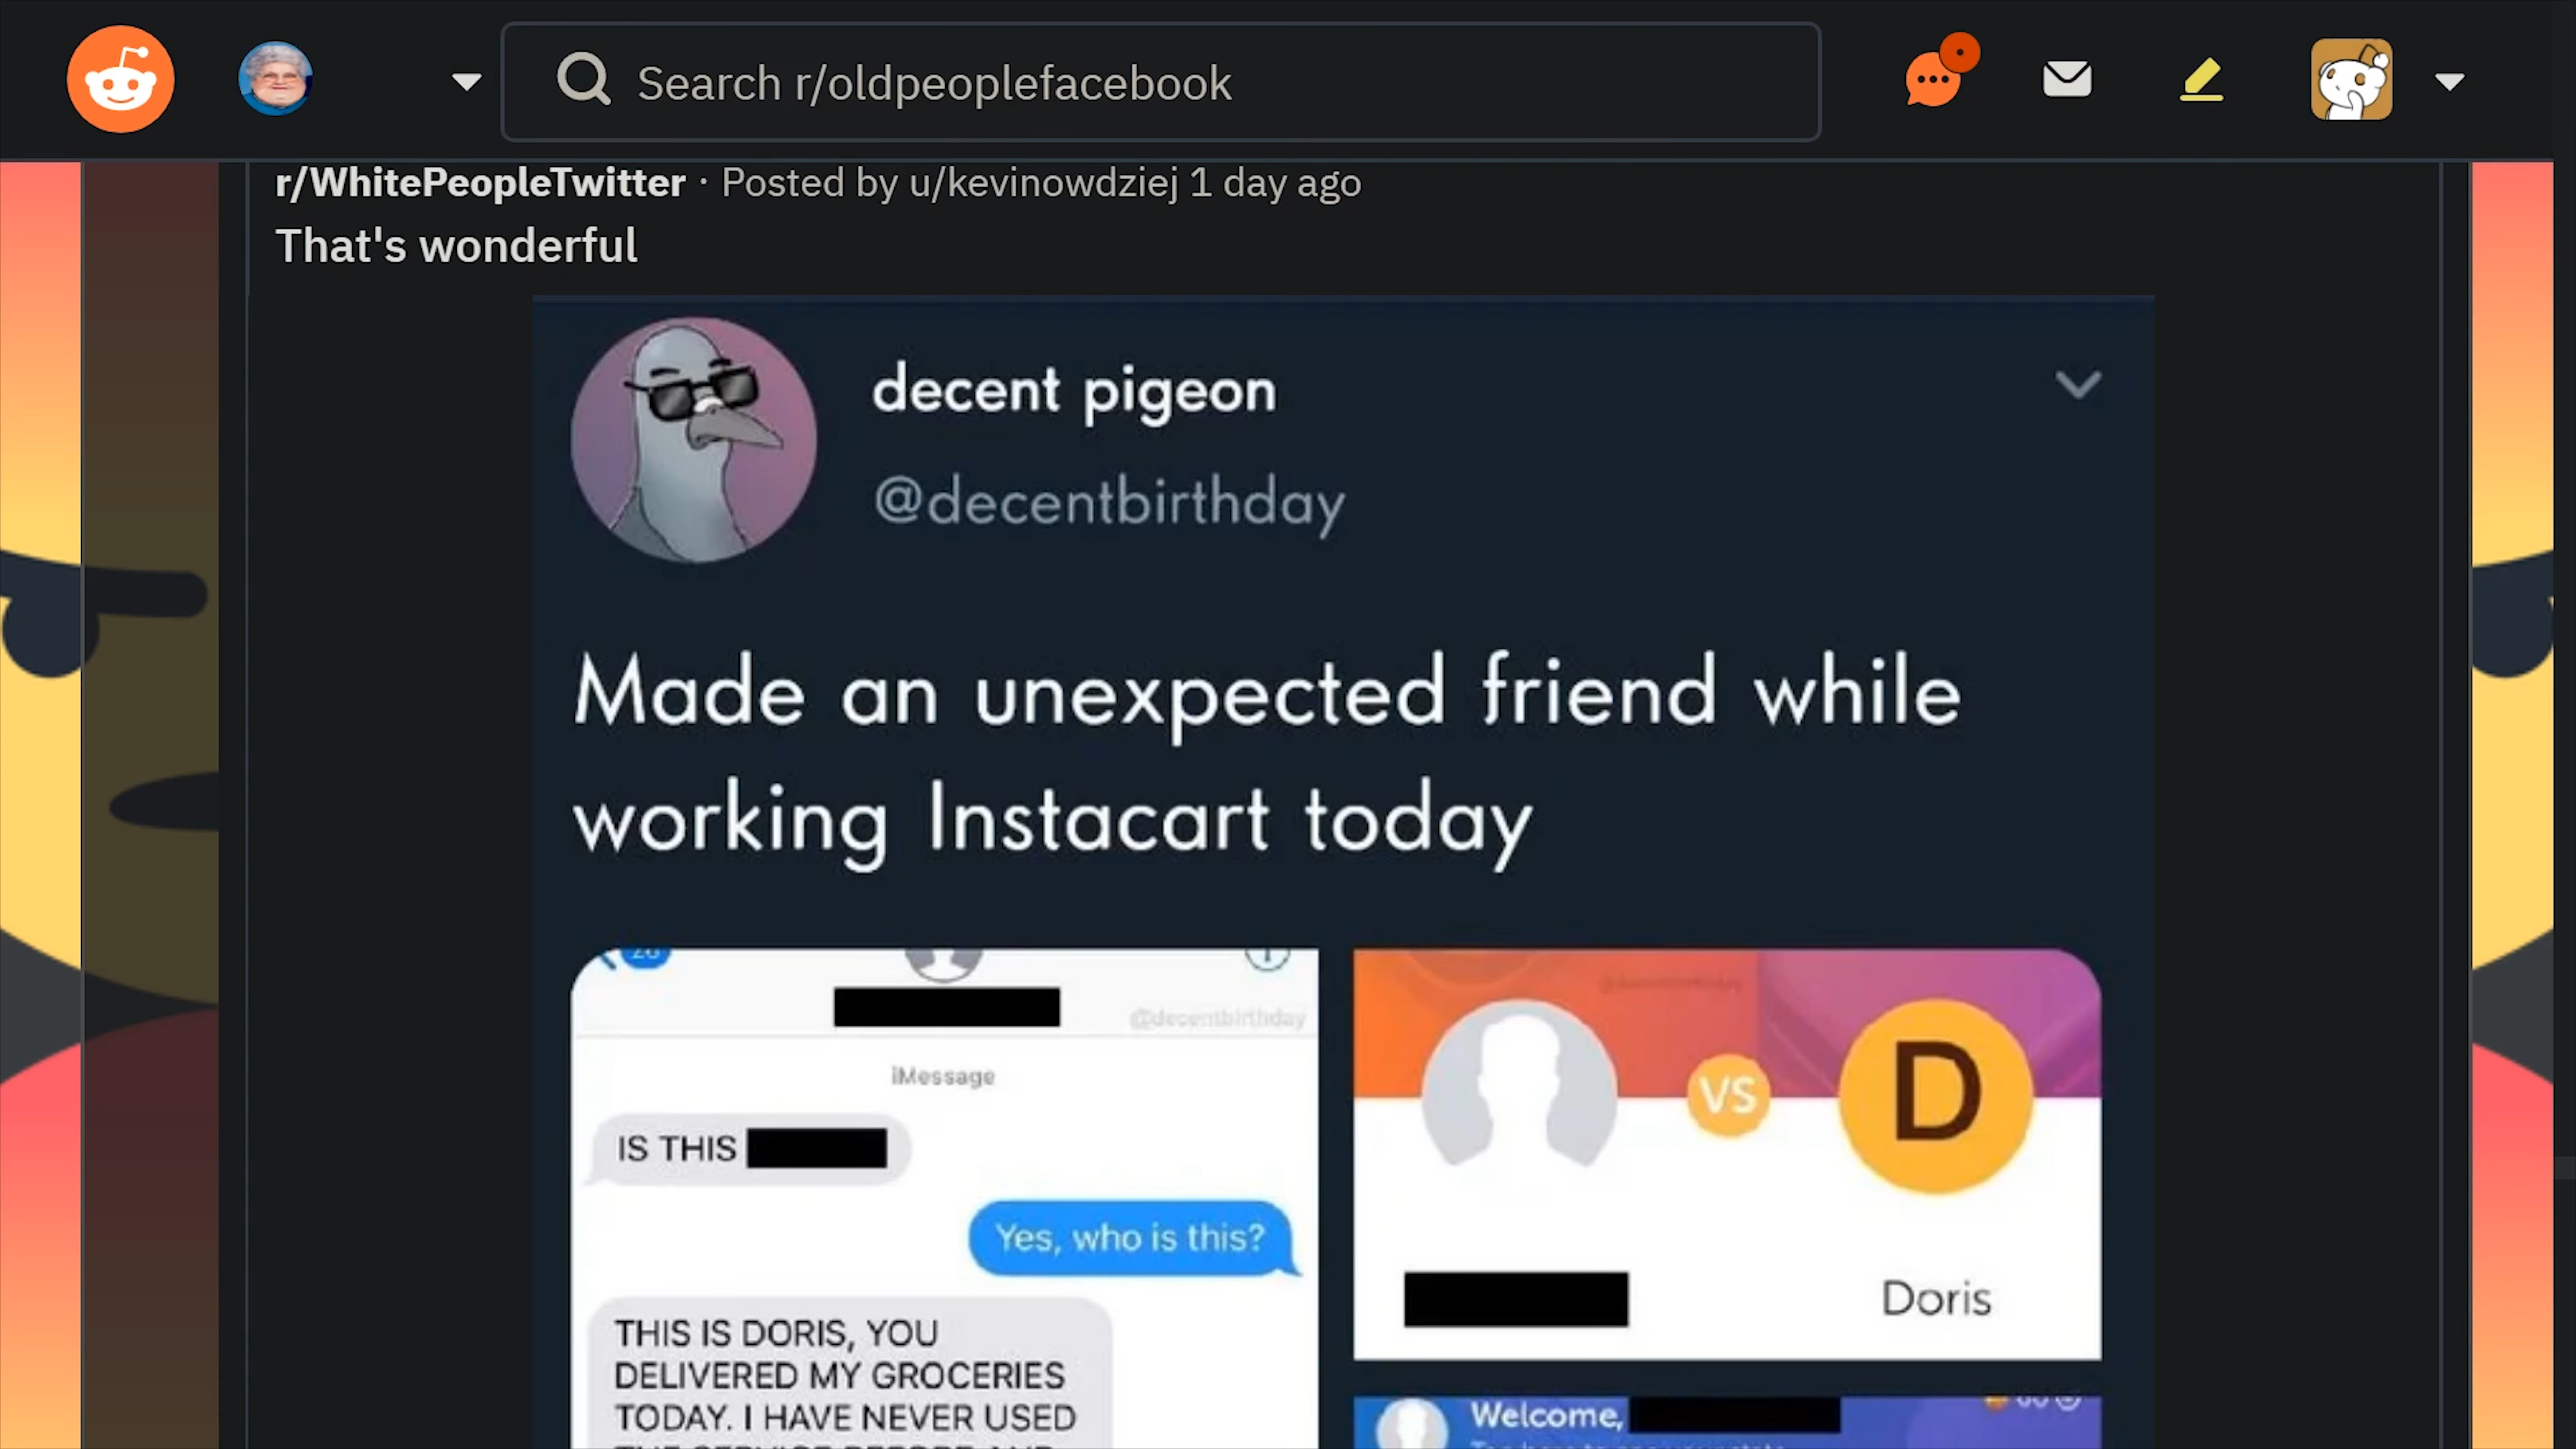 Search r/oldpeoplefacebook
r/WhitePeopleTwitter · Posted by u/kevinowdziej 1 day ago
That's wonderful
decent pigeon
@decentbirthday
Made an unexpected friend while
working Instacart today
@decentbirthday
iMessage
IS THIS
Yes, who is this?
THIS IS DORIS, YOU
DELIVERED MY GROCERIES
TODAY. I HAVE NEVER USED
VS
D
Doris
Welcome,